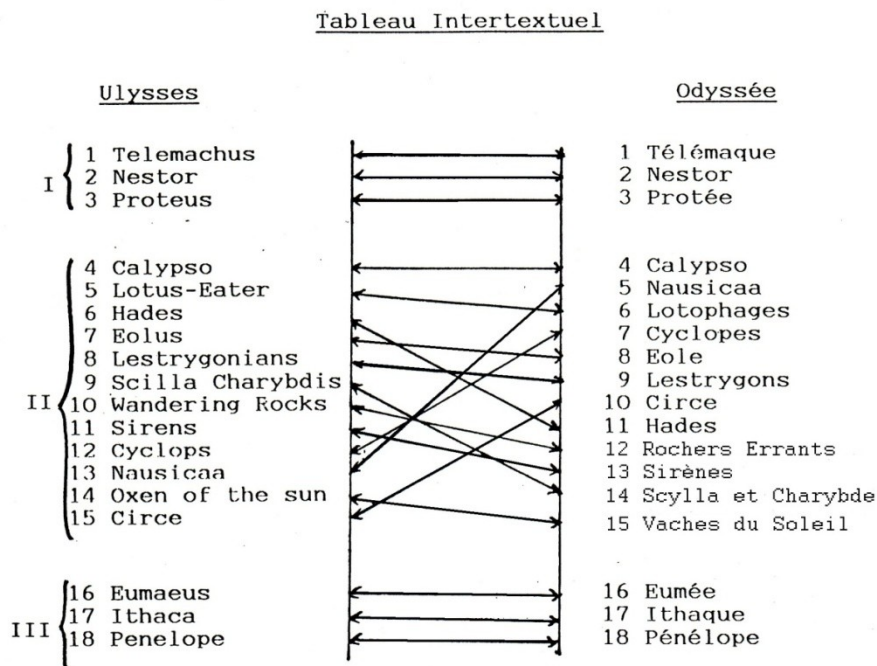 Tableau Intertextuel
Ulysses
Odyssée
I
1 Telemachus
2 Nestor
3 Proteus
1 Télémaque
2 Nestor
3 Protée
II
4 Calypso
5 Lotus-Eater
6 Hades
7 Eolus
8 Lestrygonians
9 Scilla Charybdis
10 Wandering Rocks
11 Sirens
12 Cyclops
13 Nausicaa
14 Oxen of the sun
15 Circe
4 Calypso
5 Nausicaa
6 Lotophages
7 Cyclopes
8 Eole
9 Lestrygons
10 Circe
11 Hades
12 Rochers Errants
13 Sirènes
14 Scylla et Charybde
15 Vaches du Soleil
III
16 Eumaeus
17 Ithaca
18 Penelope
16 Eumée
17 Ithaque
18 Pénélope